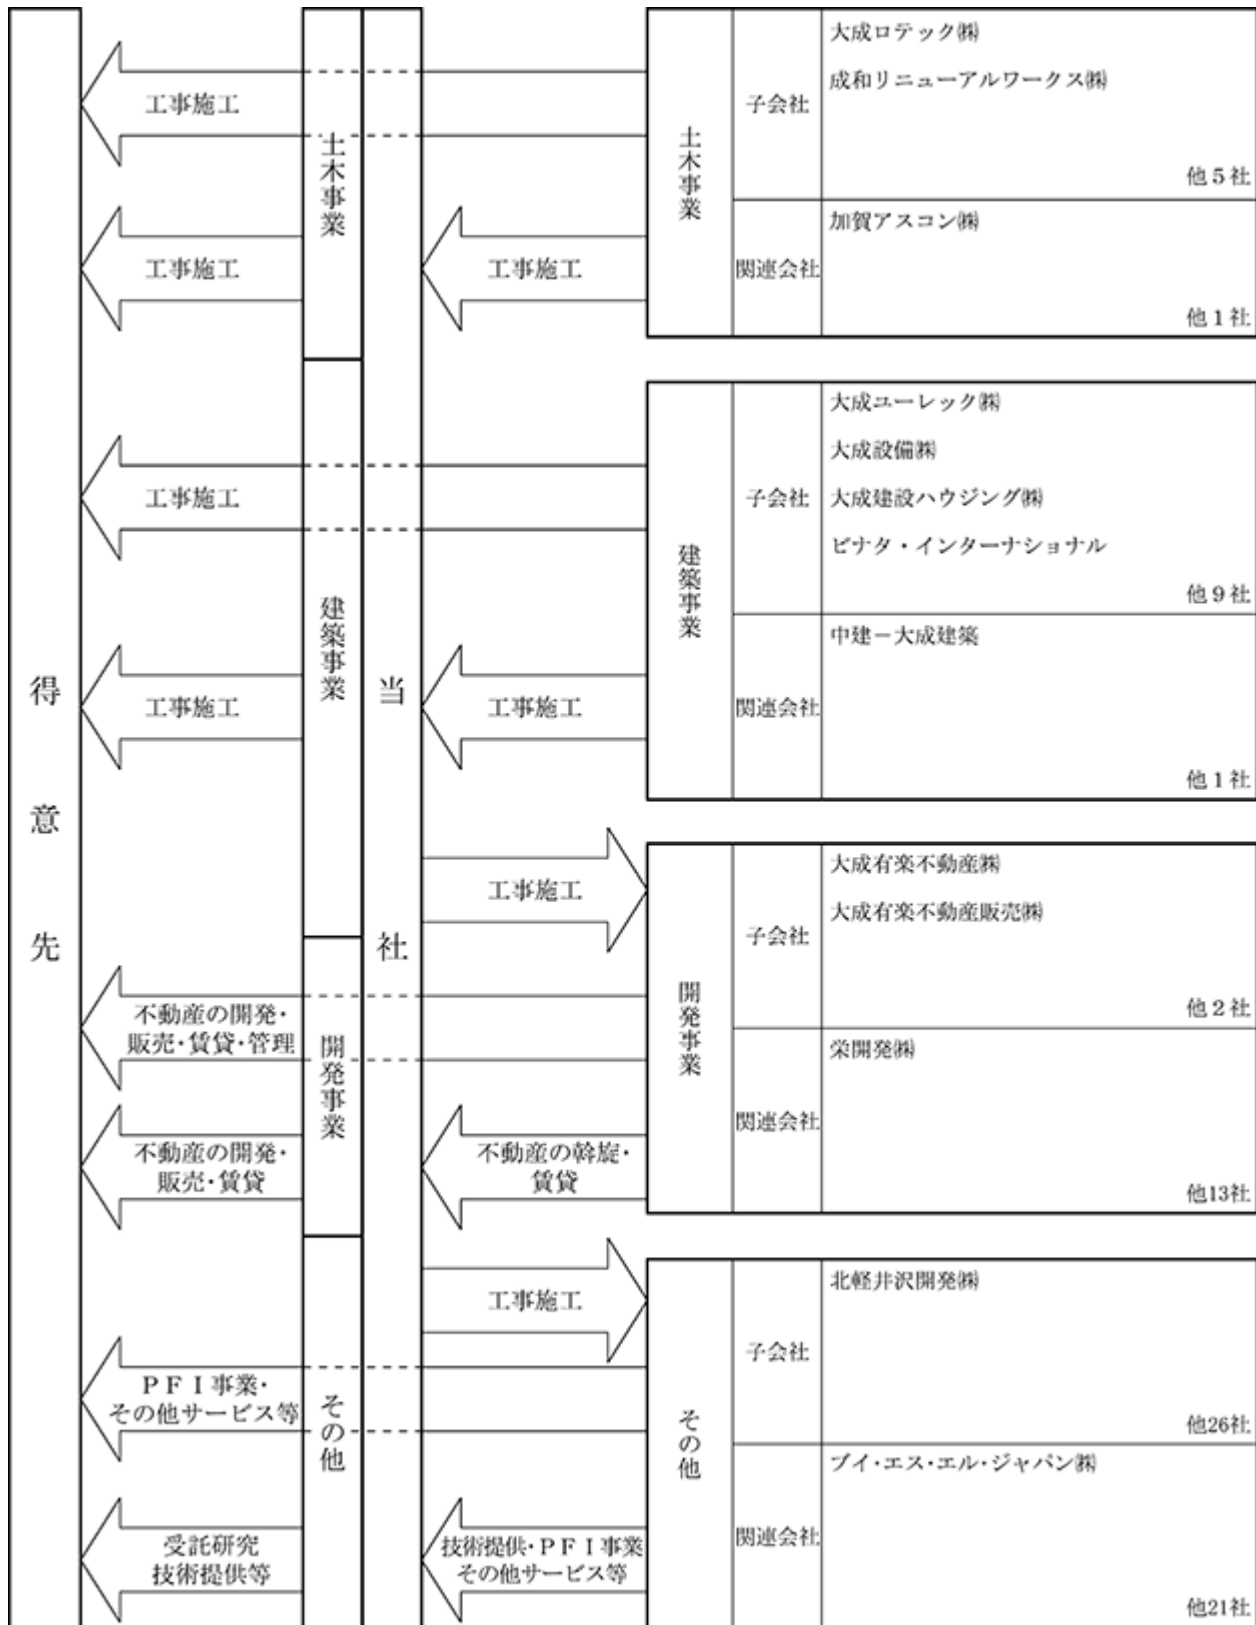 得意先
当社
土木事業
建築事業
開発事業
その他
工事施工
工事施工
工事施工
土木事業
子会社
大成ロテック㈱
成和リニューアルワークス㈱
他５社
関連会社
加賀アスコン㈱
他１社
工事施工
工事施工
工事施工
建築事業
子会社
大成ユーレック㈱
大成設備㈱
大成建設ハウジング㈱
ビナタ・インターナショナル
他９社
関連会社
中建－大成建築
他１社
工事施工
不動産の開発・
販売・賃貸・管理
不動産の開発・
販売・賃貸
不動産の斡旋・
賃貸
開発事業
子会社
大成有楽不動産㈱
大成有楽不動産販売㈱
他２社
関連会社
栄開発㈱
他13社
工事施工
ＰＦＩ事業・
その他サービス等
受託研究
技術提供等
技術提供・ＰＦＩ事業
その他サービス等
その他
子会社
北軽井沢開発㈱
他26社
関連会社
ブイ・エス・エル・ジャパン㈱
他21社